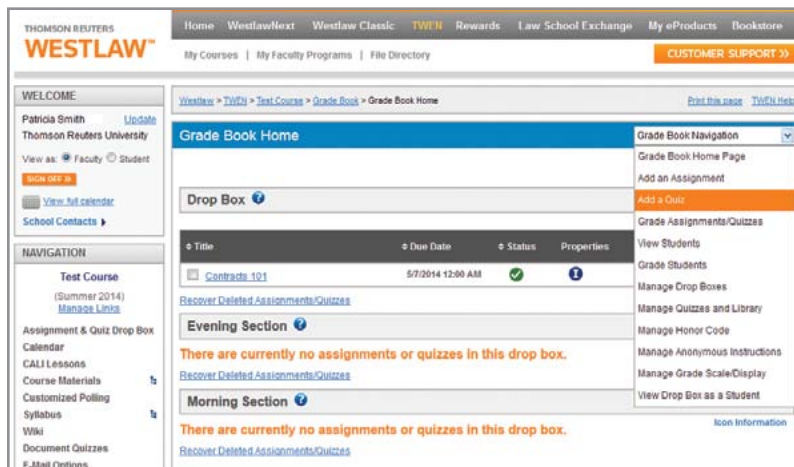 THOMSON REUTERS
WESTLAW™
Home WestlawNext Westlaw Classic TWEN Rewards Law School Exchange My eProducts Bookstore
My Courses | My Faculty Programs | File Directory
CUSTOMER SUPPORT »
WELCOME
Patricia Smith Update
Thomson Reuters University
View as: Faculty Student
SIGN OFF »
View full calendar
School Contacts
NAVIGATION
Test Course
(Summer 2014)
Manage Links
Assignment & Quiz Drop Box
Calendar
CALI Lessons
Course Materials
Customized Polling
Syllabus
Wiki
Document Quizzes
E-Mail Options
Westlaw > TWEN > Test Course > Grade Book > Grade Book Home
Print this page TWEN Help
Grade Book Home
Grade Book Navigation
Grade Book Home Page
Add an Assignment
Add a Quiz
Grade Assignments/Quizzes
View Students
Grade Students
Manage Drop Boxes
Manage Quizzes and Library
Manage Honor Code
Manage Anonymous Instructions
Manage Grade Scale/Display
View Drop Box as a Student
Icon Information
Drop Box ?
Title Due Date Status Properties
Contracts 101 5/7/2014 12:00 AM I
Recover Deleted Assignments/Quizzes
Evening Section ?
There are currently no assignments or quizzes in this drop box.
Recover Deleted Assignments/Quizzes
Morning Section ?
There are currently no assignments or quizzes in this drop box.
Recover Deleted Assignments/Quizzes